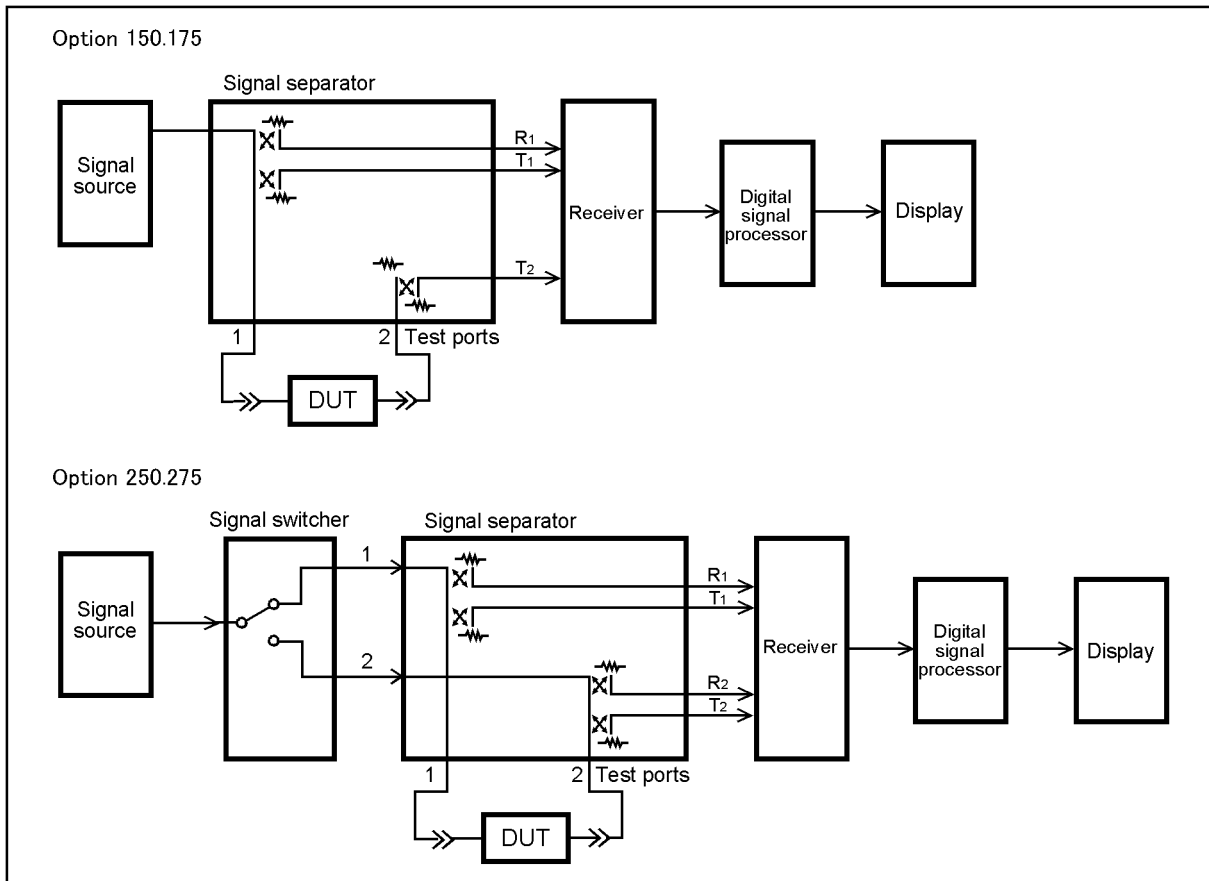 Option 150.175
Signal separator
Signal
source
R1
T1
T2
Receiver
Digital
signal
processor
Display
1
2
Test ports
DUT
Option 250.275
Signal switcher
Signal separator
Signal
source
1
2
R1
T1
R2
T2
Receiver
Digital
signal
processor
Display
1
2
Test ports
DUT